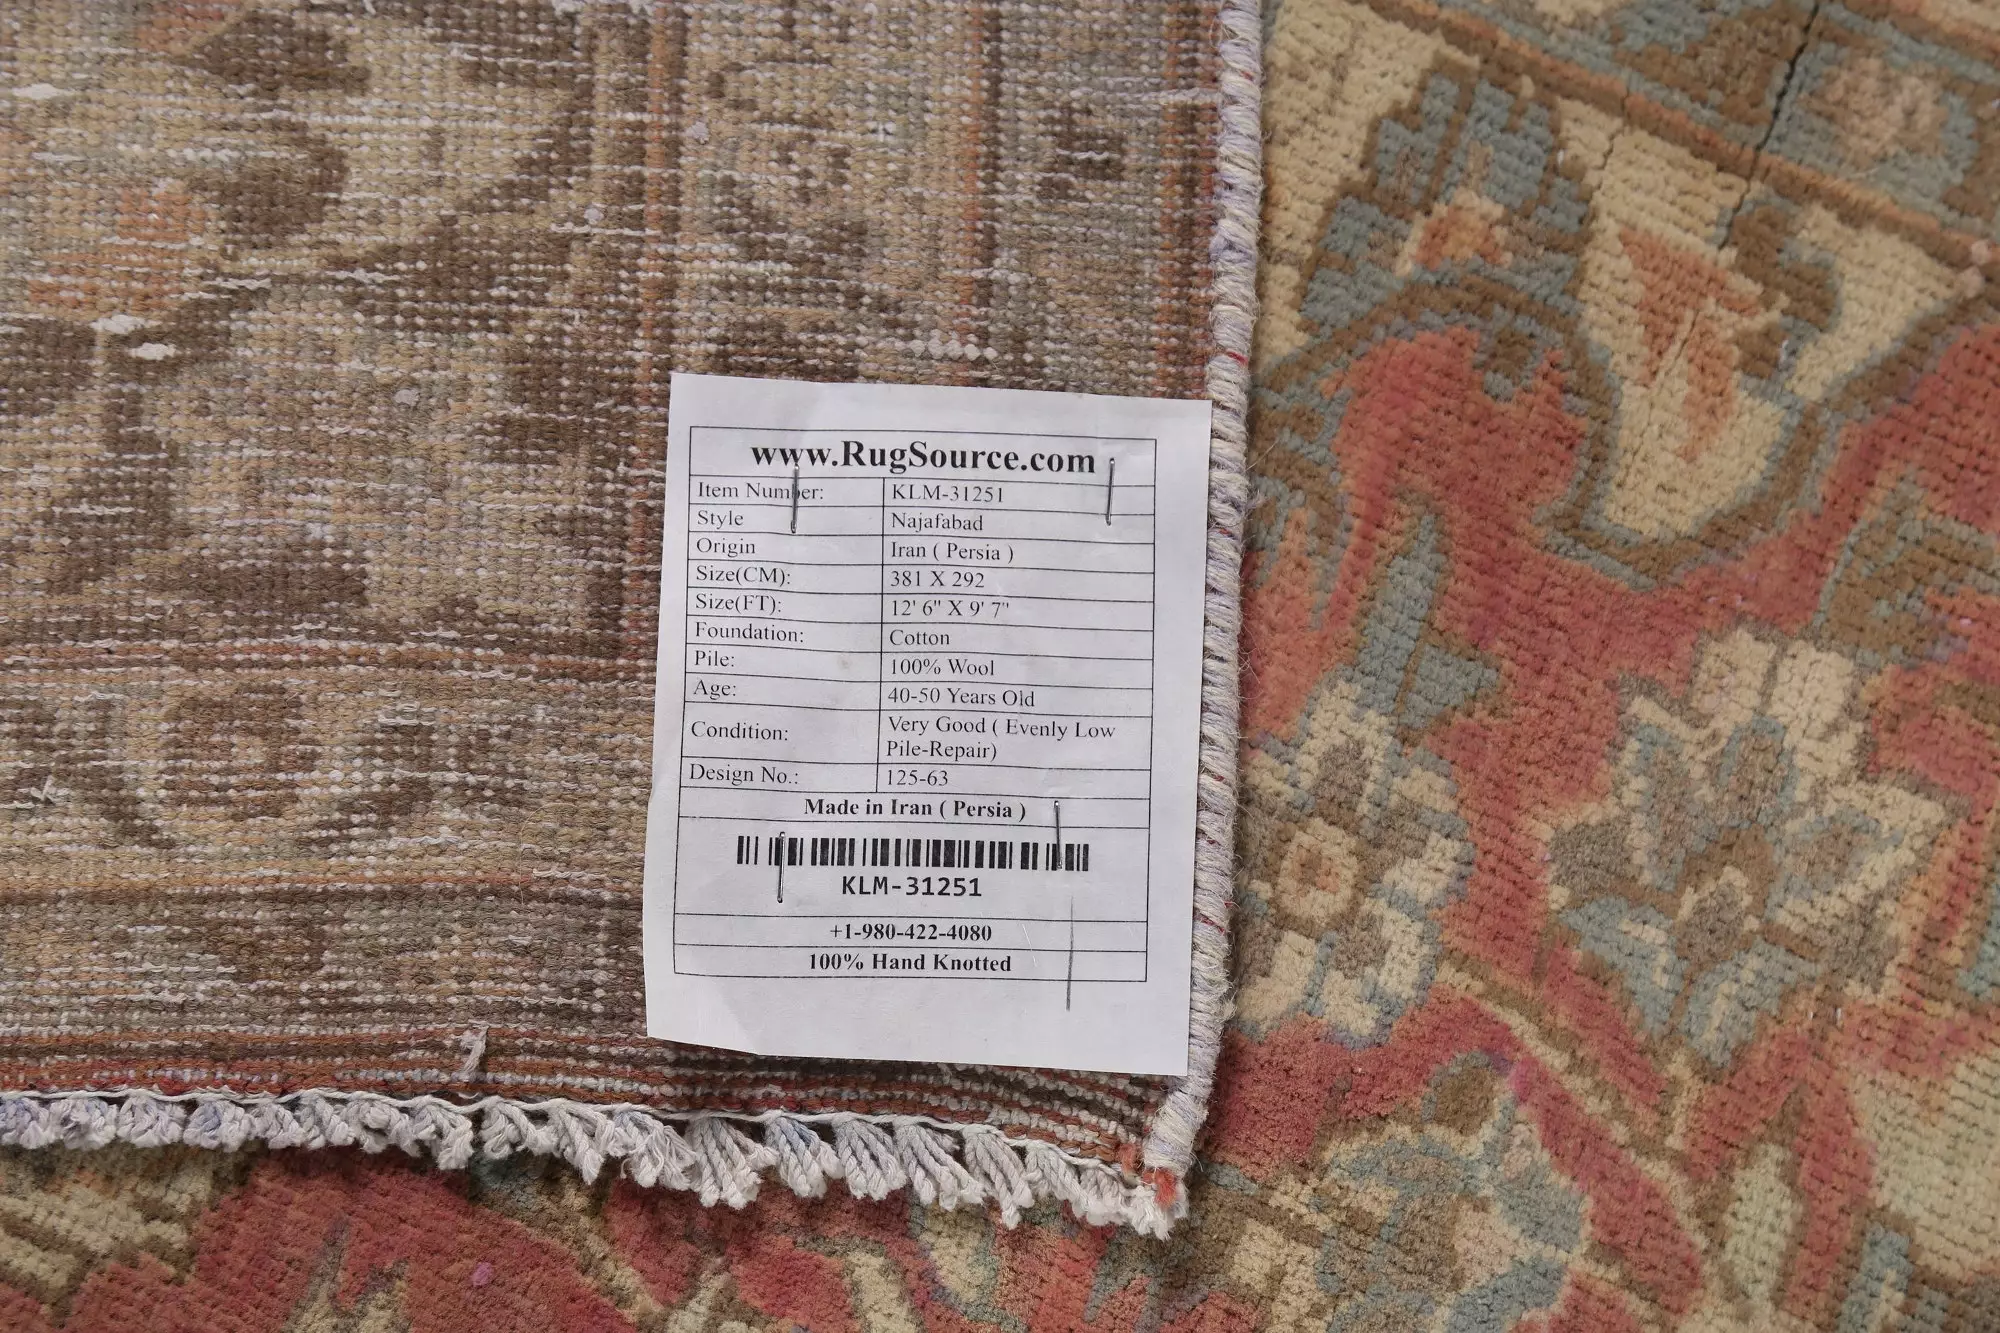 www.RugSource.com
Item Number: KLM-31251
Style Najafabad
Origin Iran ( Persia )
Size(CM): 381 X 292
Size(FT): 12' 6" X 9' 7"
Foundation: Cotton
Pile: 100% Wool
Age: 40-50 Years Old
Condition: Very Good ( Evenly Low
Pile-Repair)
Design No.: 125-63
Made in Iran ( Persia )
KLM-31251
+1-980-422-4080
100% Hand Knotted